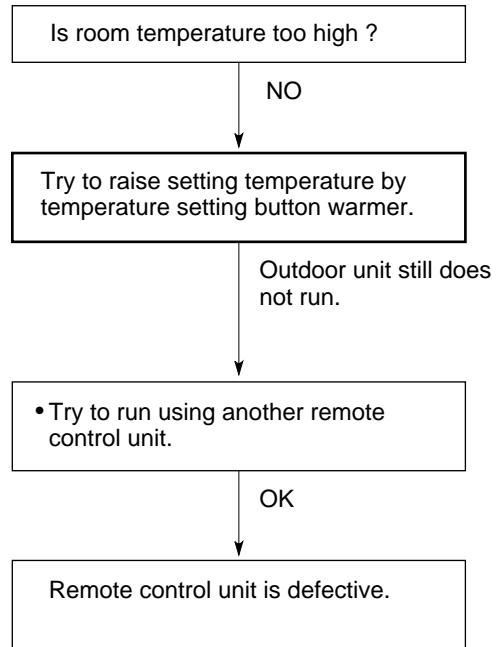 Is room temperature too high ?
NO
Try to raise setting temperature by
temperature setting button warmer.
Outdoor unit still does
not run.
• Try to run using another remote
control unit.
OK
Remote control unit is defective.